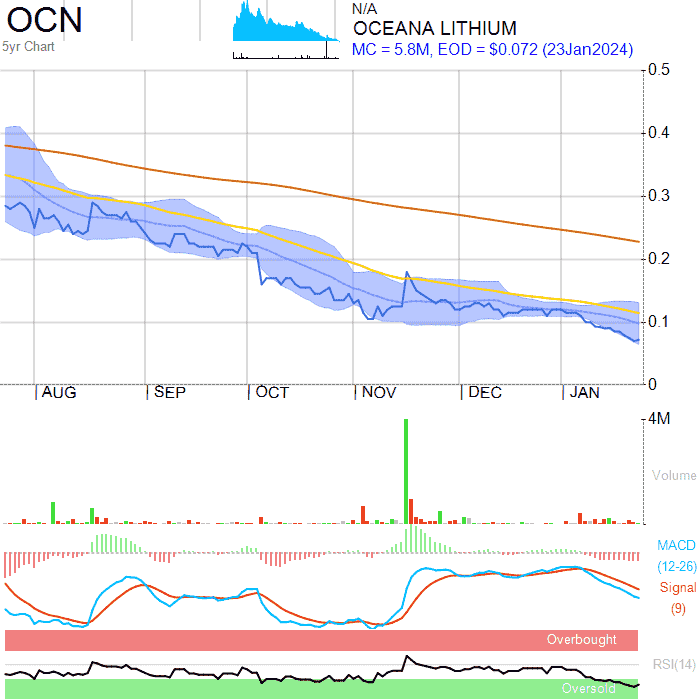 OCN
5yr Chart
N/A
OCEANA LITHIUM
MC = 5.8M, EOD = $0.072 (23Jan2024)
0.5
0.4
0.3
0.2
0.1
0
AUG SEP OCT NOV DEC JAN
4M
Volume
MACD
(12-26)
Signal
(9)
Overbought
RSI(14)
Oversold